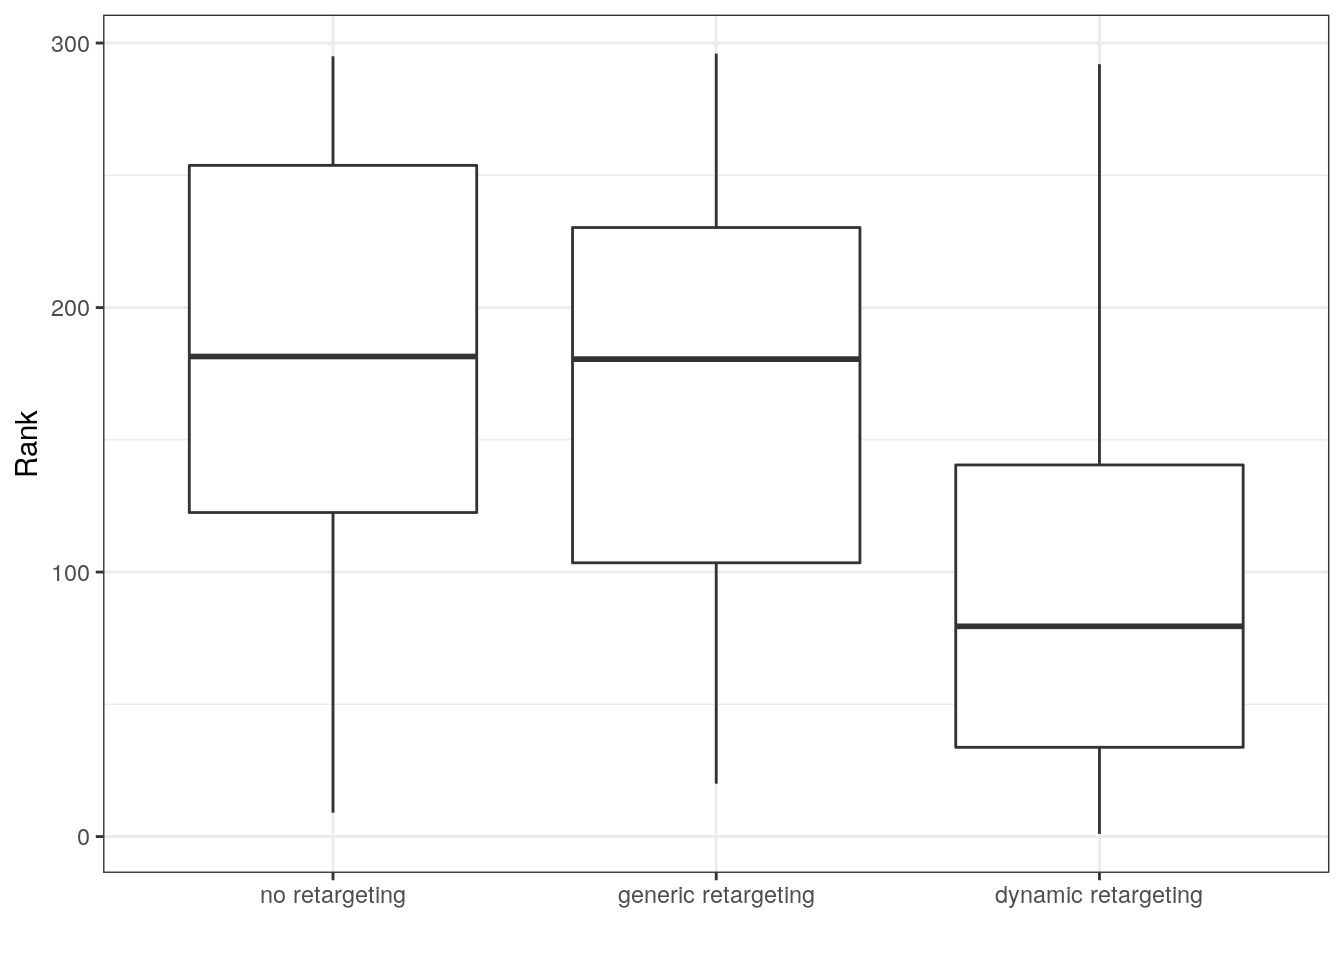 300
200
100
0
Rank
no retargeting
generic retargeting
dynamic retargeting